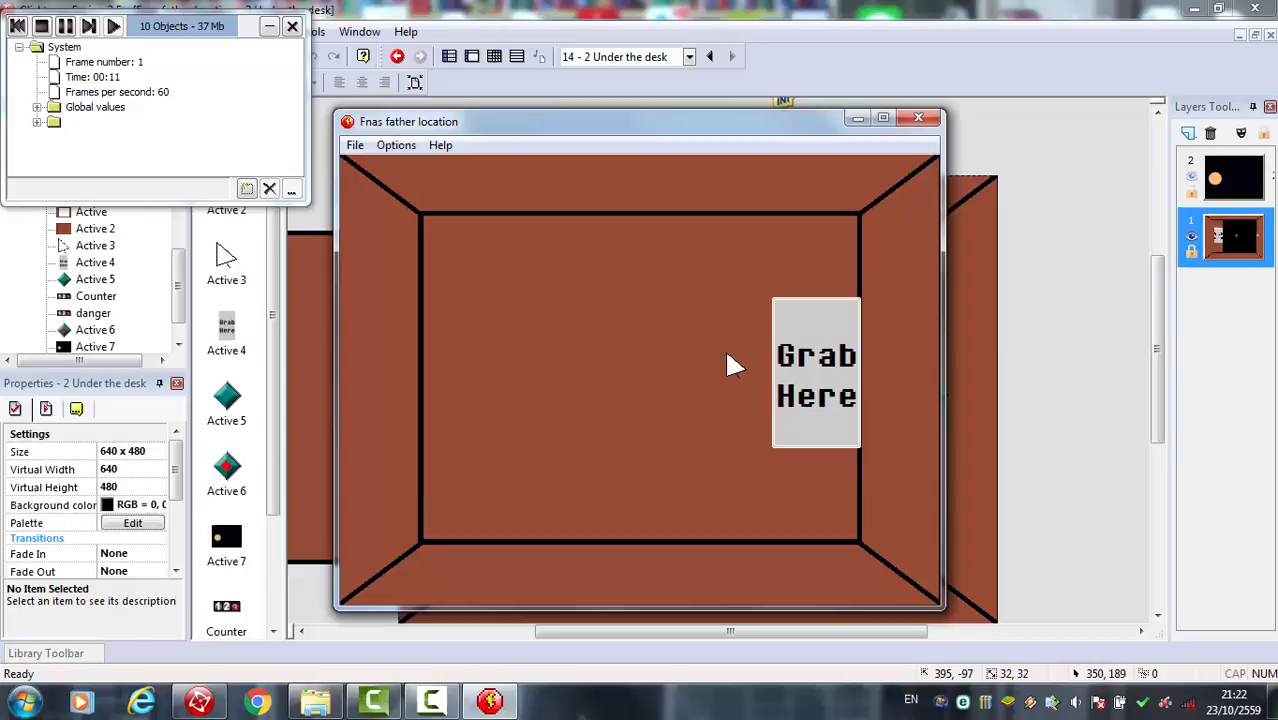 10 Objects - 37 Mb
Window
Help
System
Frame number: 1
Time: 00:11
Frames per second: 60
Global values
14 - 2 Under the desk
Layers Tool...
Fnas father location
File Options Help
Active
Active 2
Active 3
Active 4
Active 5
Counter
danger
Active 6
Active 7
Active 2
Active 3
Grab
Here
Active 4
Active 5
Active 6
Active 7
Counter
Grab
Here
2
1
Properties - 2 Under the desk
Settings
Size 640 x 480
Virtual Width 640
Virtual Height 480
Background color RGB = 0, 0
Palette Edit
Transitions
Fade In None
Fade Out None
No Item Selected
Select an item to see its description
Library Toolbar
Ready
395, -97
32, 32
350, 189
0
CAP NUM
EN
21:22
23/10/2559